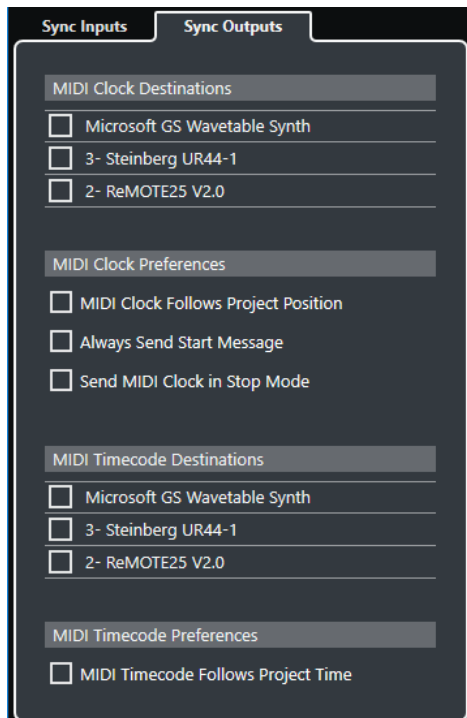 Sync Inputs Sync Outputs
MIDI Clock Destinations
Microsoft GS Wavetable Synth
3- Steinberg UR44-1
2- ReMOTE25 V2.0
MIDI Clock Preferences
MIDI Clock Follows Project Position
Always Send Start Message
Send MIDI Clock in Stop Mode
MIDI Timecode Destinations
Microsoft GS Wavetable Synth
3- Steinberg UR44-1
2- ReMOTE25 V2.0
MIDI Timecode Preferences
MIDI Timecode Follows Project Time